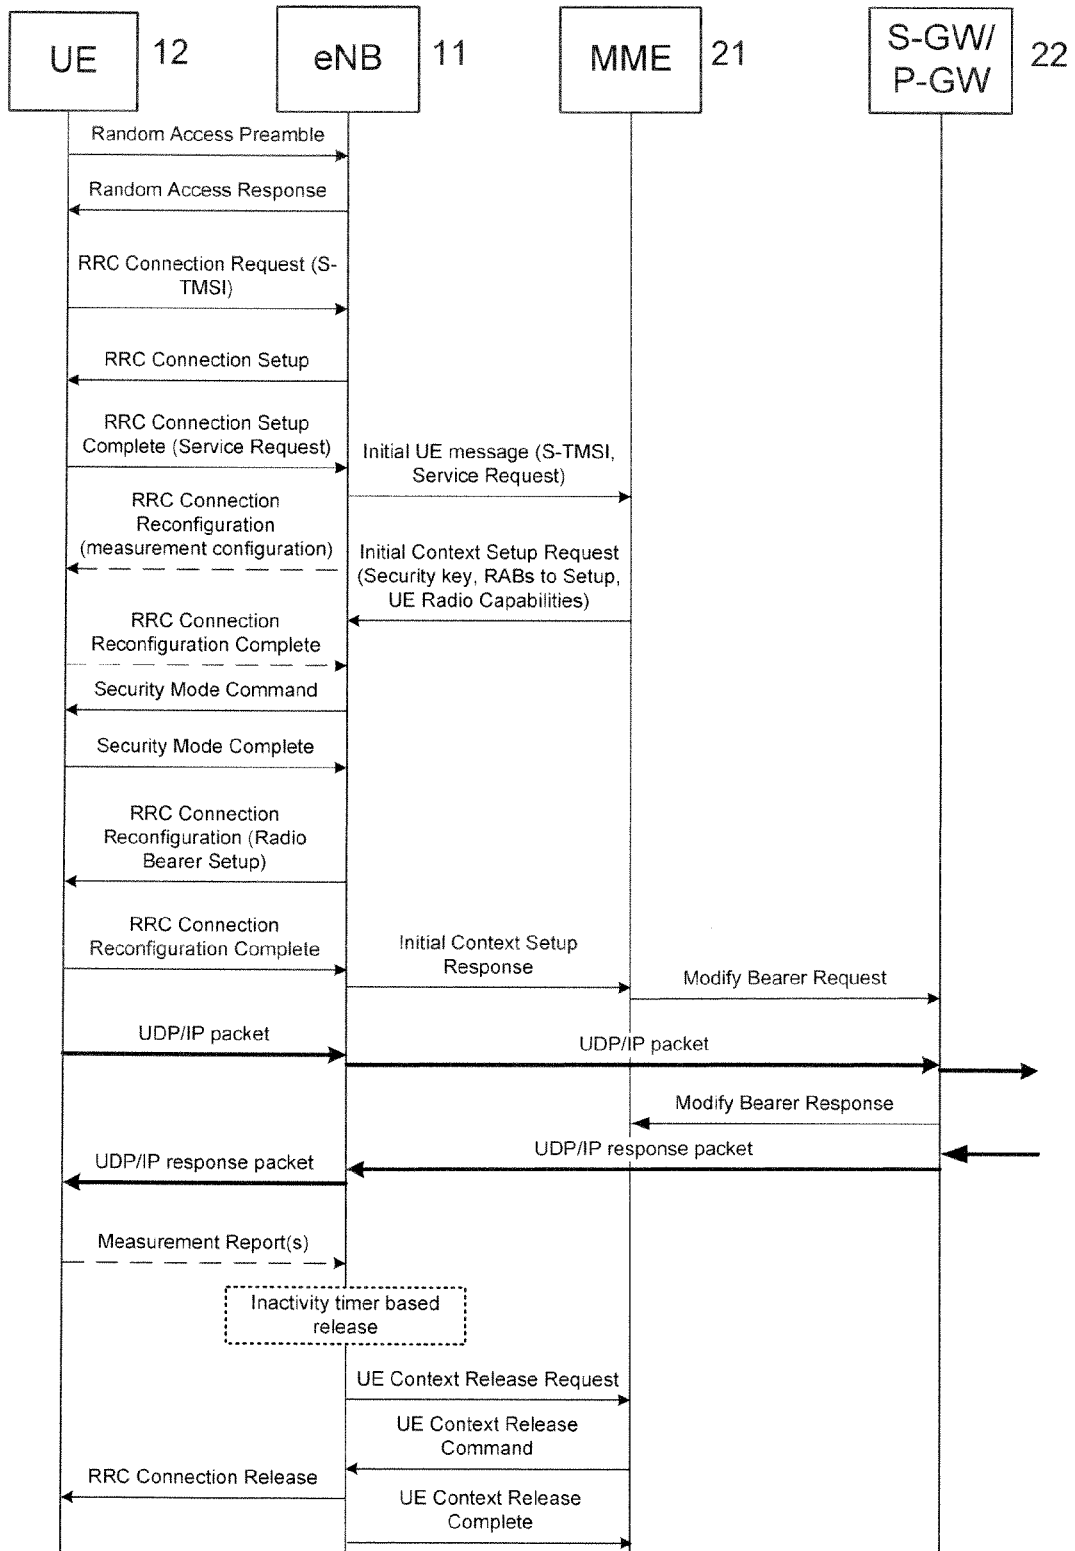 UE
12
eNB
11
MME
21
S-GW/
P-GW
22
Random Access Preamble
Random Access Response
RRC Connection Request (S-
TMSI)
RRC Connection Setup
RRC Connection Setup
Complete (Service Request)
Initial UE message (S-TMSI,
Service Request)
RRC Connection
Reconfiguration
(measurement configuration)
Initial Context Setup Request
(Security key, RABs to Setup,
UE Radio Capabilities)
RRC Connection
Reconfiguration Complete
Security Mode Command
Security Mode Complete
RRC Connection
Reconfiguration (Radio
Bearer Setup)
RRC Connection
Reconfiguration Complete
Initial Context Setup
Response
Modify Bearer Request
UDP/IP packet
UDP/IP packet
Modify Bearer Response
UDP/IP response packet
UDP/IP response packet
Measurement Report(s)
Inactivity timer based
release
UE Context Release Request
UE Context Release
Command
RRC Connection Release
UE Context Release
Complete